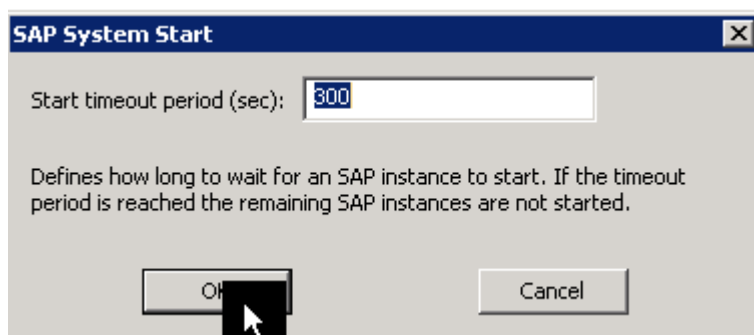 SAP System Start
Start timeout period (sec): 300
Defines how long to wait for an SAP instance to start. If the timeout
period is reached the remaining SAP instances are not started.
Cancel